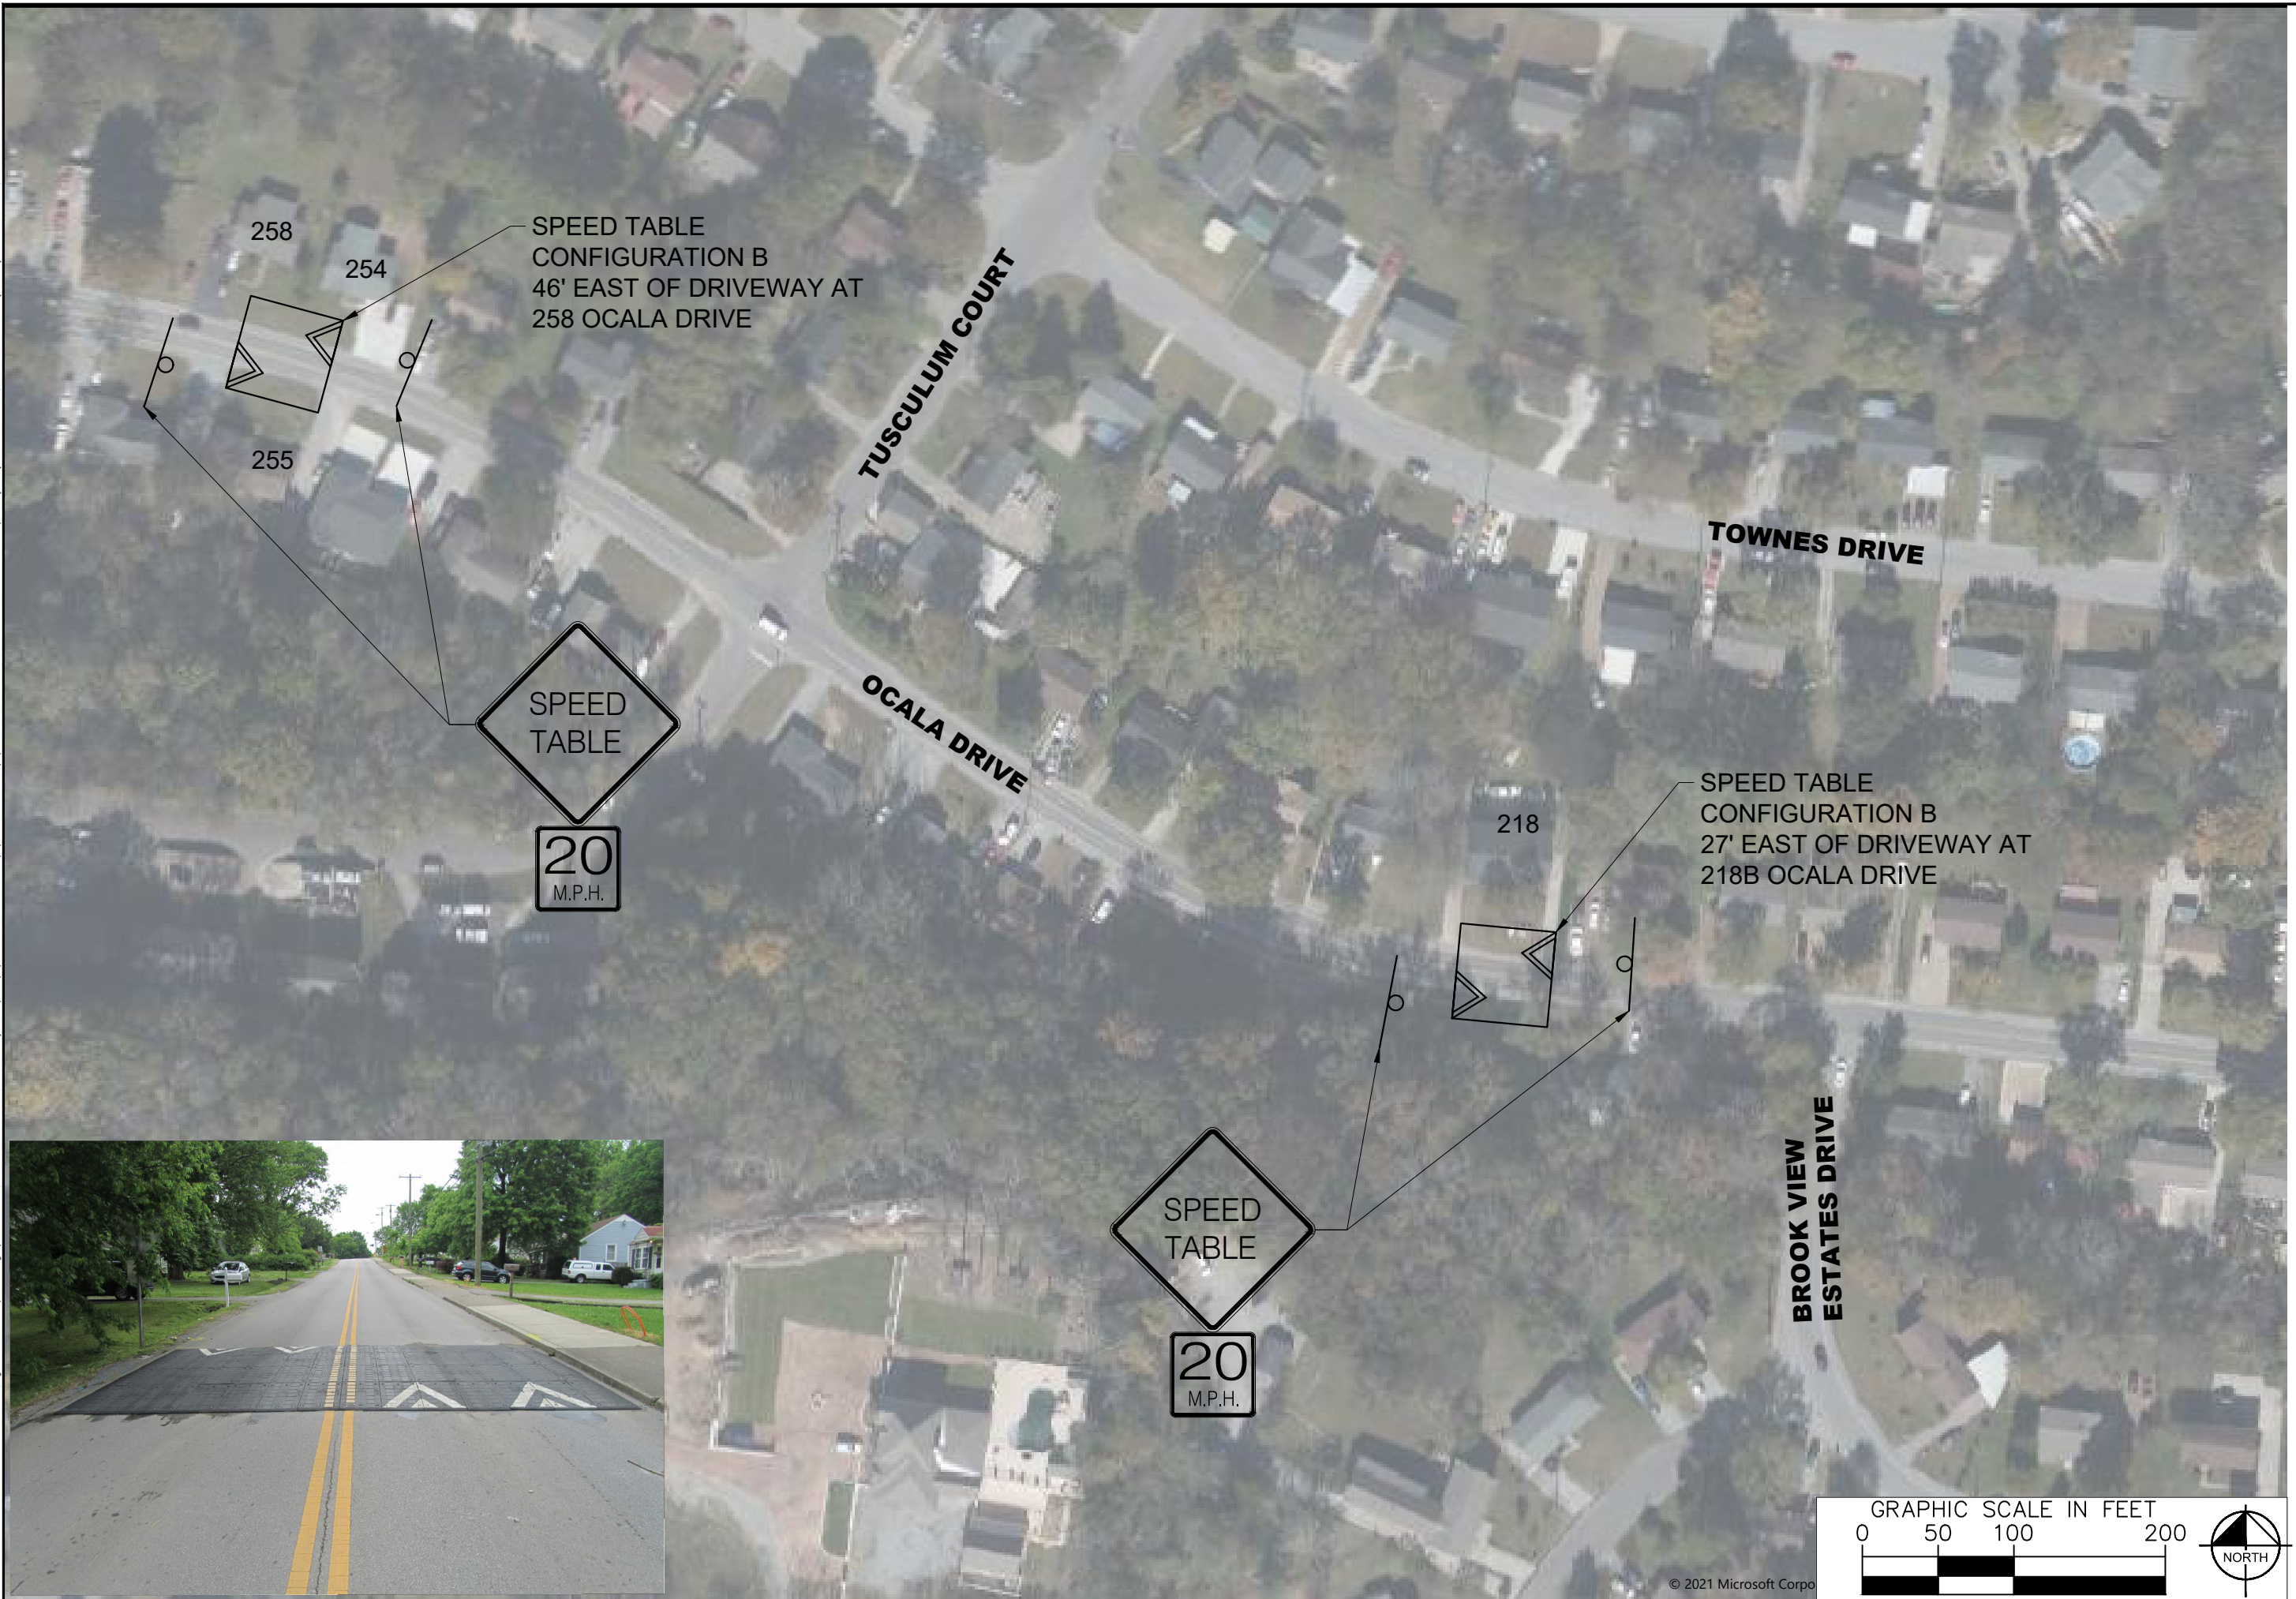 258
254
255
SPEED TABLE
CONFIGURATION B
46' EAST OF DRIVEWAY AT
258 OCALA DRIVE
TUSCULUM COURT
TOWNES DRIVE
OCALA DRIVE
SPEED
TABLE
20
M.P.H.
218
SPEED TABLE
CONFIGURATION B
27' EAST OF DRIVEWAY AT
218B OCALA DRIVE
SPEED
TABLE
20
M.P.H.
BROOK VIEW
ESTATES DRIVE
GRAPHIC SCALE IN FEET
0 50 100 200
NORTH
© 2021 Microsoft Corpo